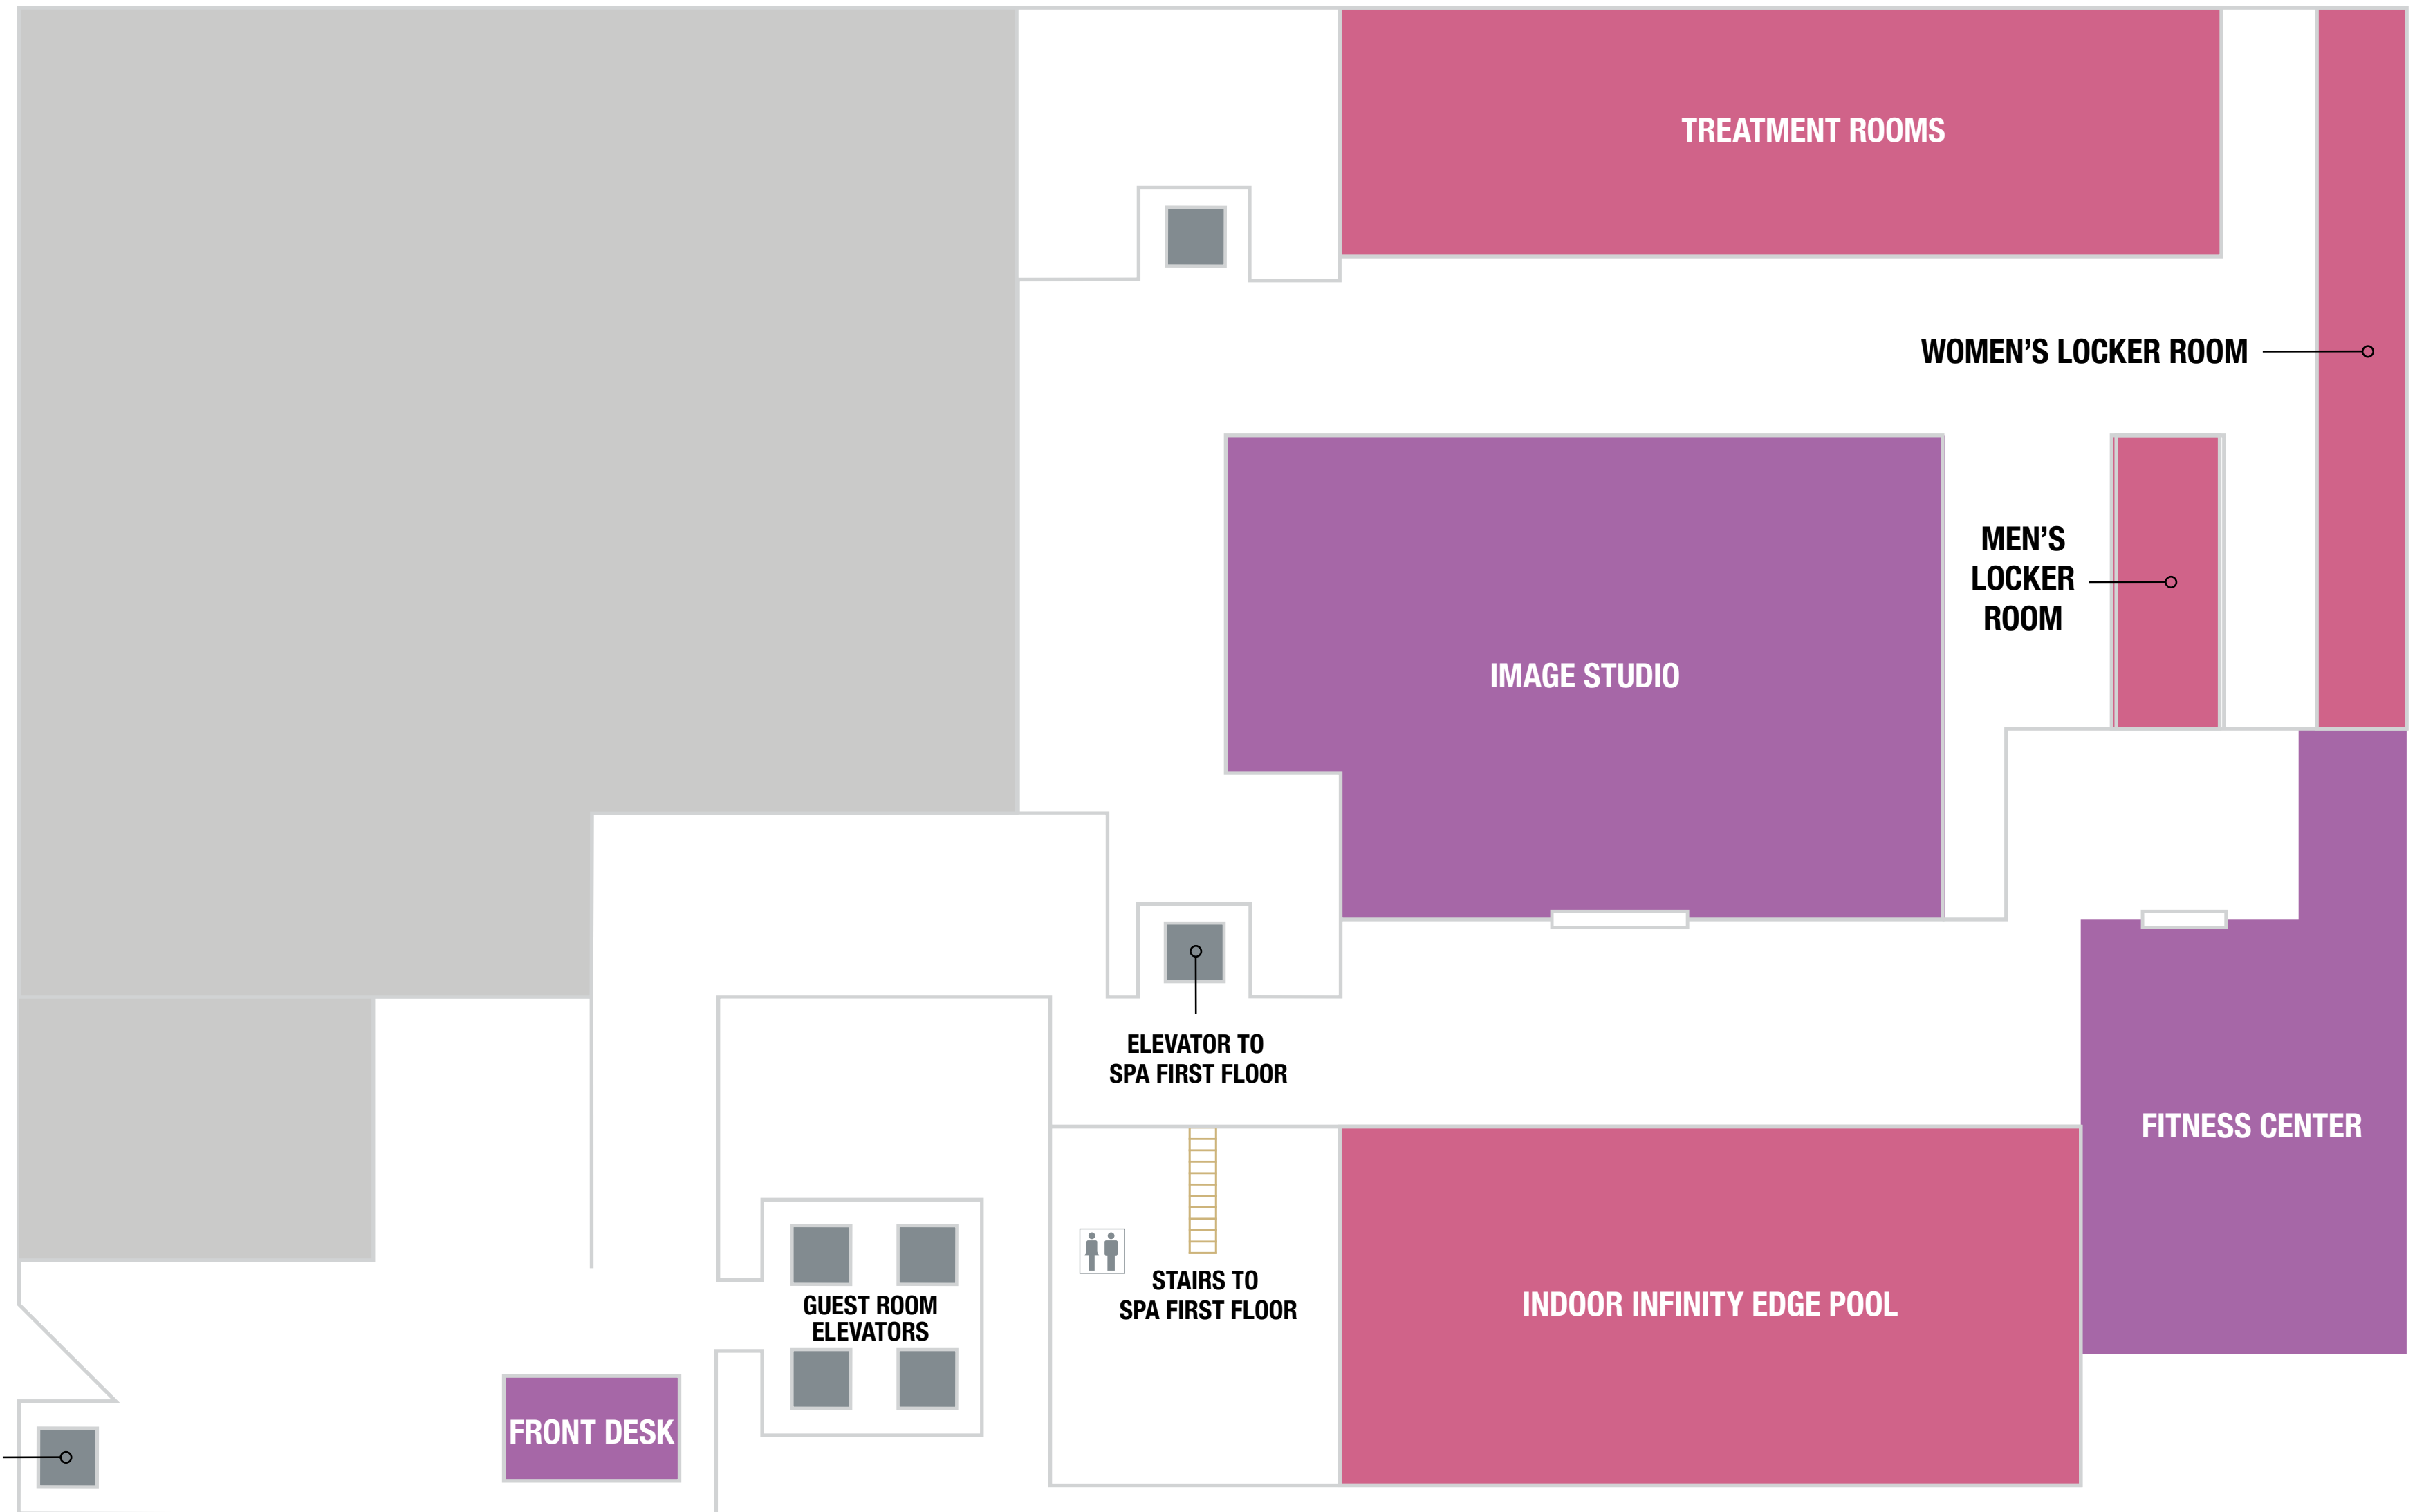 TREATMENT ROOMS
WOMEN’S LOCKER ROOM
MEN’S
LOCKER
ROOM
IMAGE STUDIO
ELEVATOR TO
SPA FIRST FLOOR
FITNESS CENTER
STAIRS TO
SPA FIRST FLOOR
INDOOR INFINITY EDGE POOL
GUEST ROOM
ELEVATORS
FRONT DESK